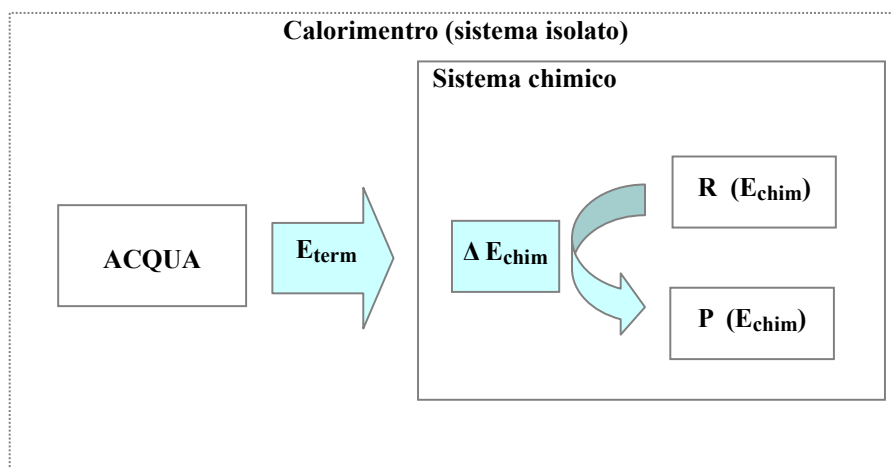 Calorimentro (sistema isolato)
Sistema chimico
R (Echim)
ACQUA
Eterm
Δ Echim
P (Echim)